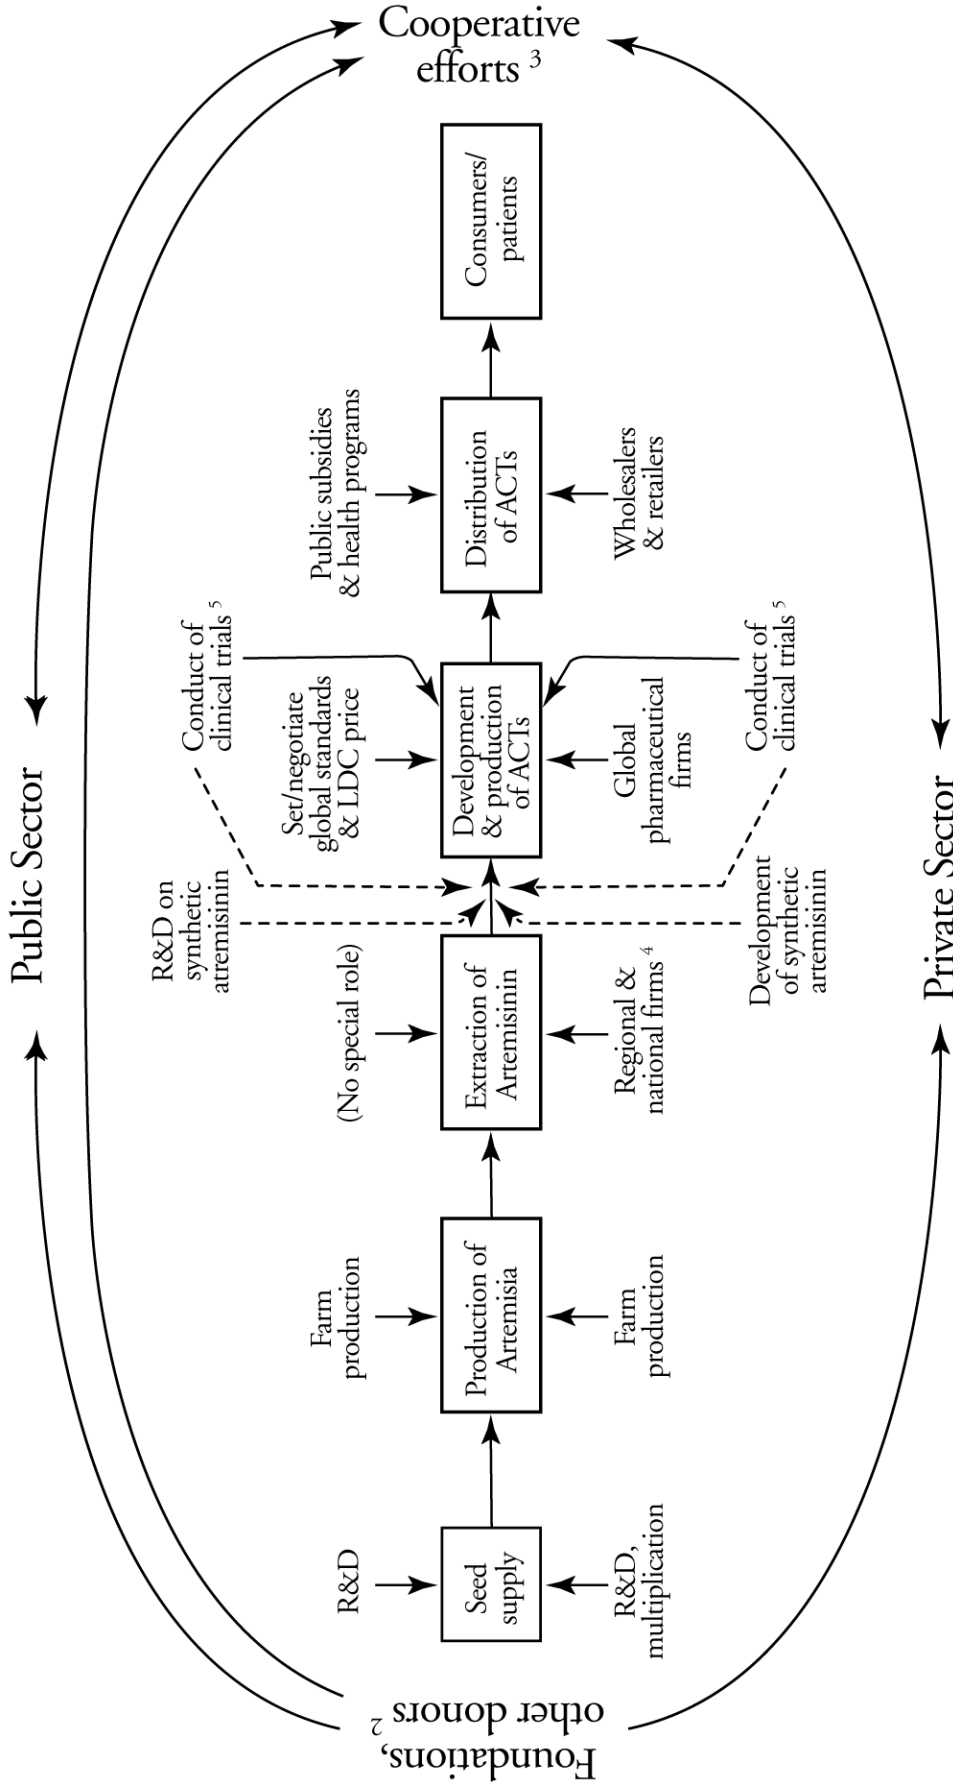 Public Sector
Conduct of
clinical trials 5
R&D on
synthetic
atremisinin
R&D
Farm
production
(No special role)
Set/negotiate
global standards
& LDC price
Public subsidies
& health programs
Foundations,
other donors 2
Seed
supply
Production of
Artemisia
Extraction of
Artemisinin
Development
& production
of ACTs
Distribution
of ACTs
Consumers/
patients
Cooperative
efforts 3
R&D,
multiplication
Farm
production
Regional &
national firms 4
Global
pharmaceutical
firms
Wholesalers
& retailers
Development
of synthetic
artemisinin
Conduct of
clinical trials 5
Private Sector